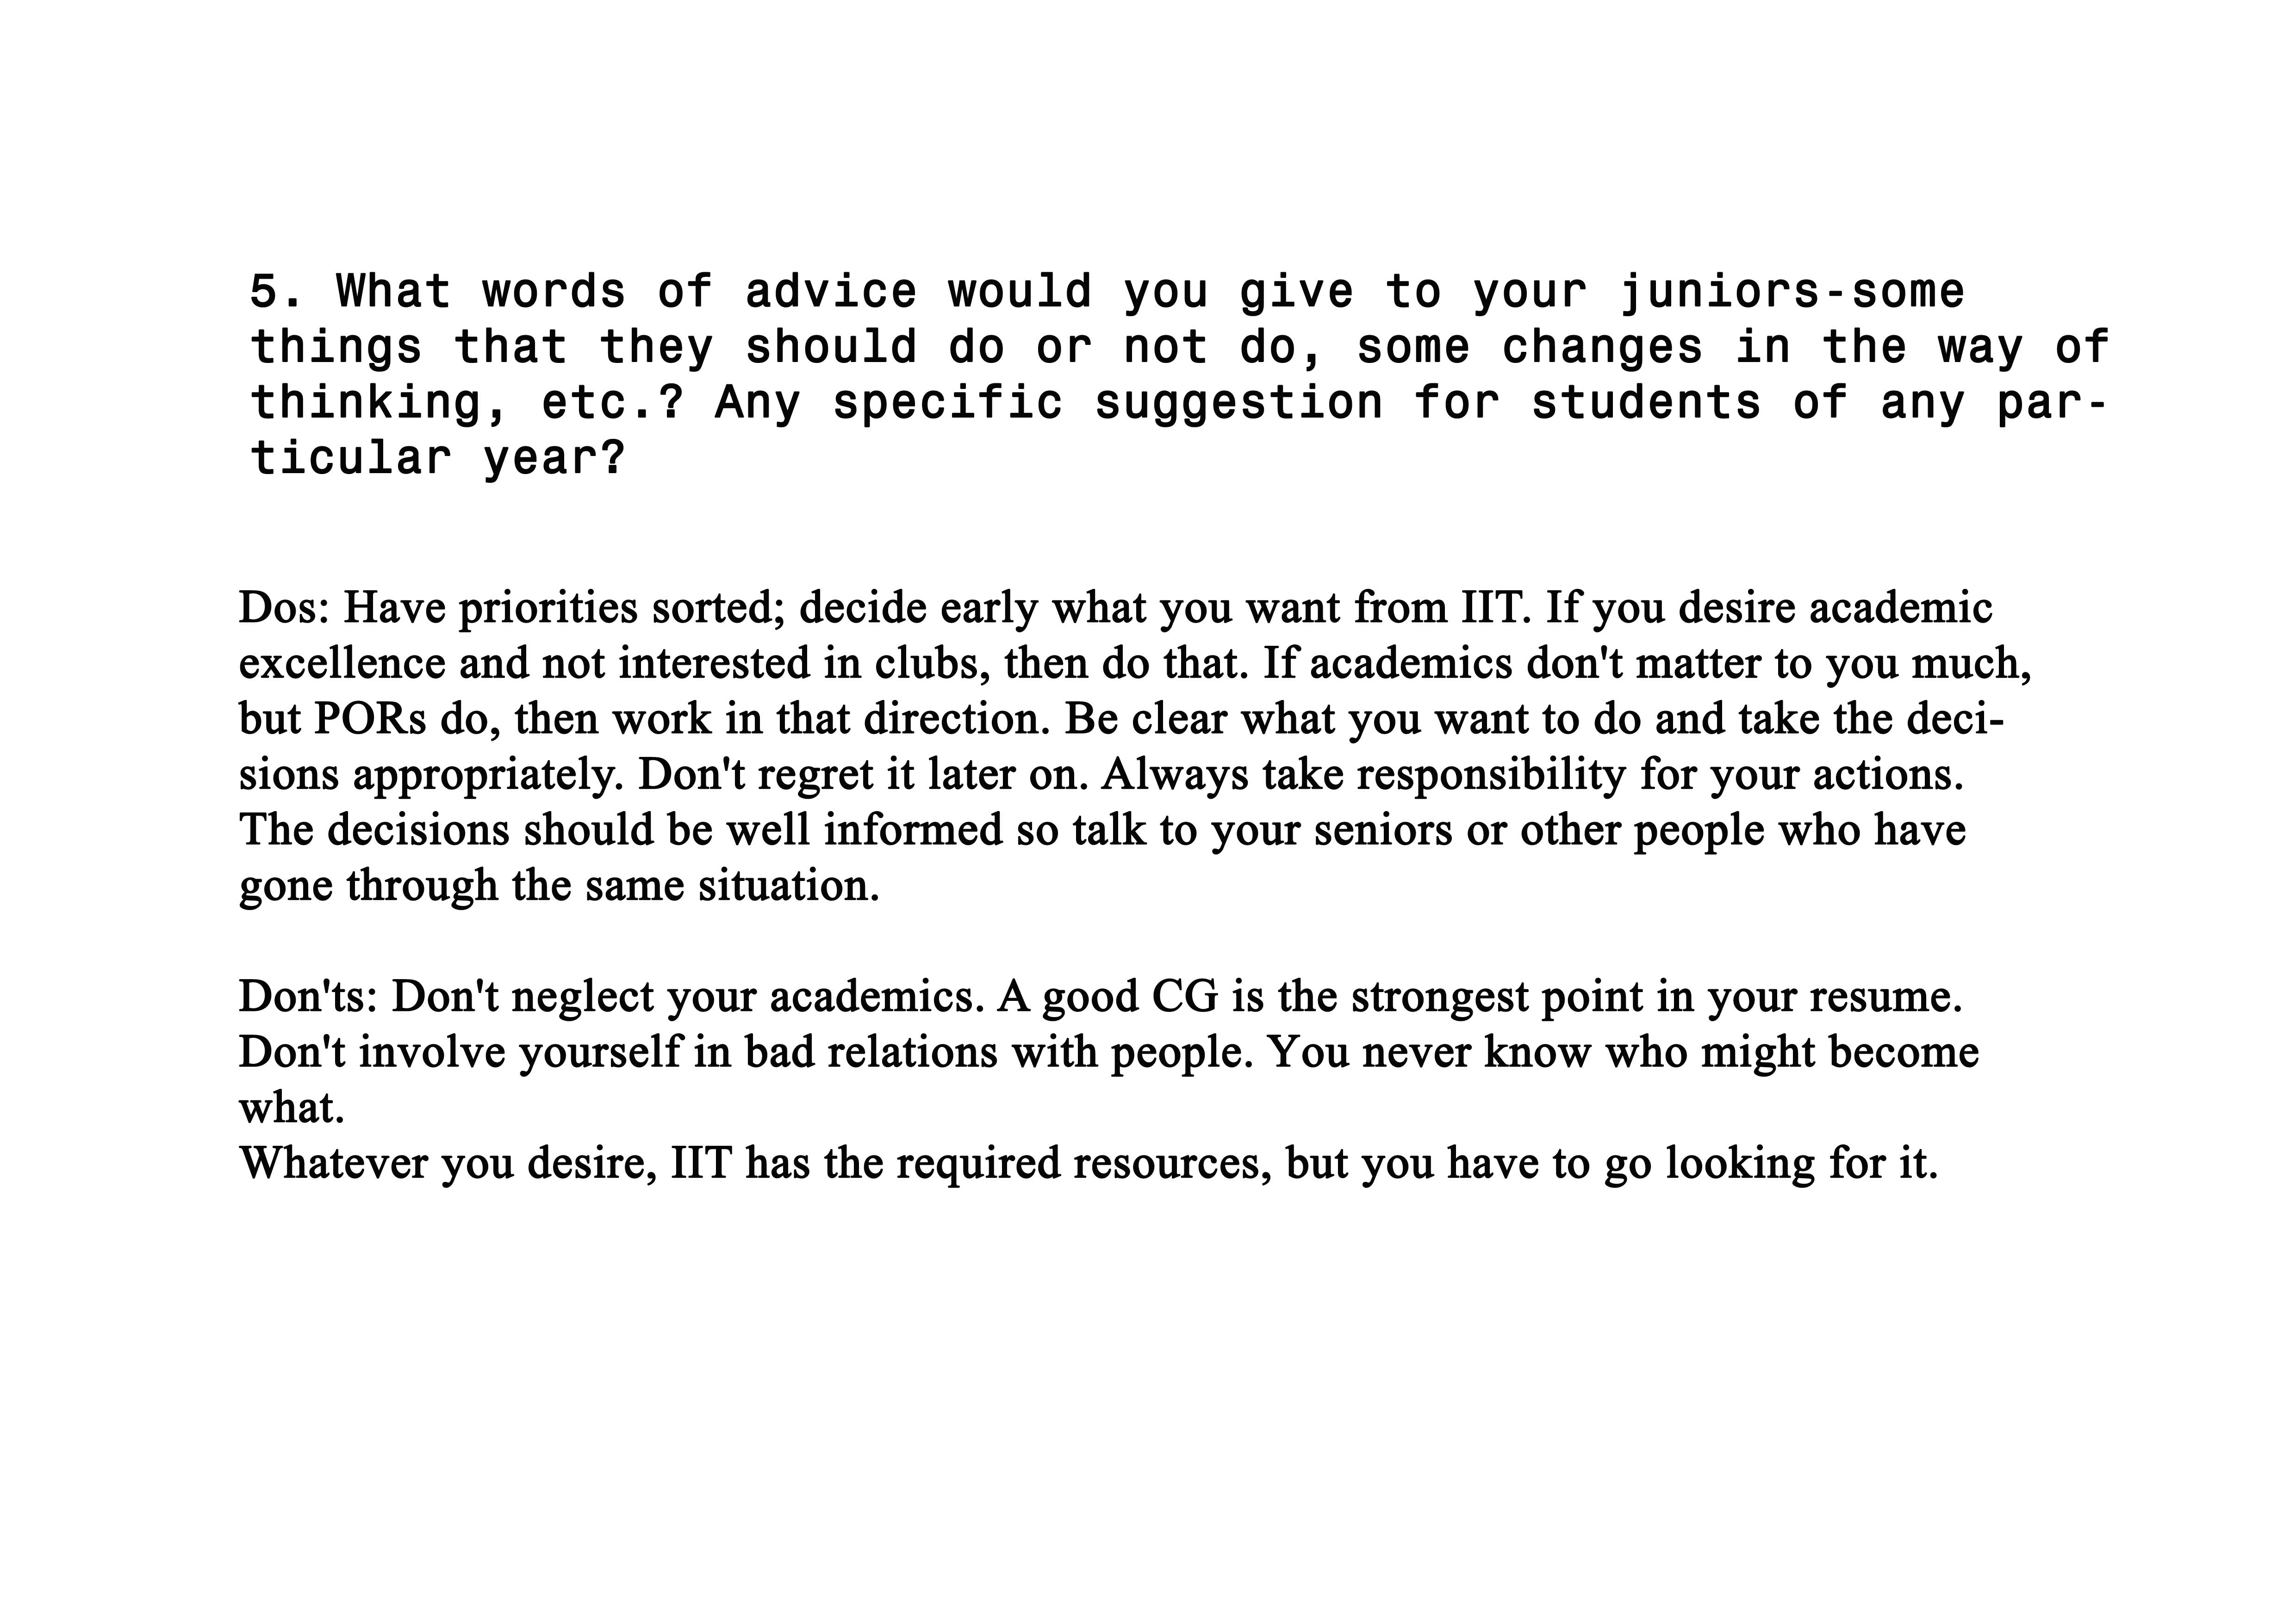 5. What words of advice would you give to your juniors-some
things that they should do or not do, some changes in the way of
thinking, etc.? Any specific suggestion for students of any par-
ticular year?
Dos: Have priorities sorted; decide early what you want from IIT. If you desire academic
excellence and not interested in clubs, then do that. If academics don't matter to you much,
but PORs do, then work in that direction. Be clear what you want to do and take the deci-
sions appropriately. Don't regret it later on. Always take responsibility for your actions.
The decisions should be well informed so talk to your seniors or other people who have
gone through the same situation.
Don'ts: Don't neglect your academics. A good CG is the strongest point in your resume.
Don't involve yourself in bad relations with people. You never know who might become
what.
Whatever you desire, IIT has the required resources, but you have to go looking for it.